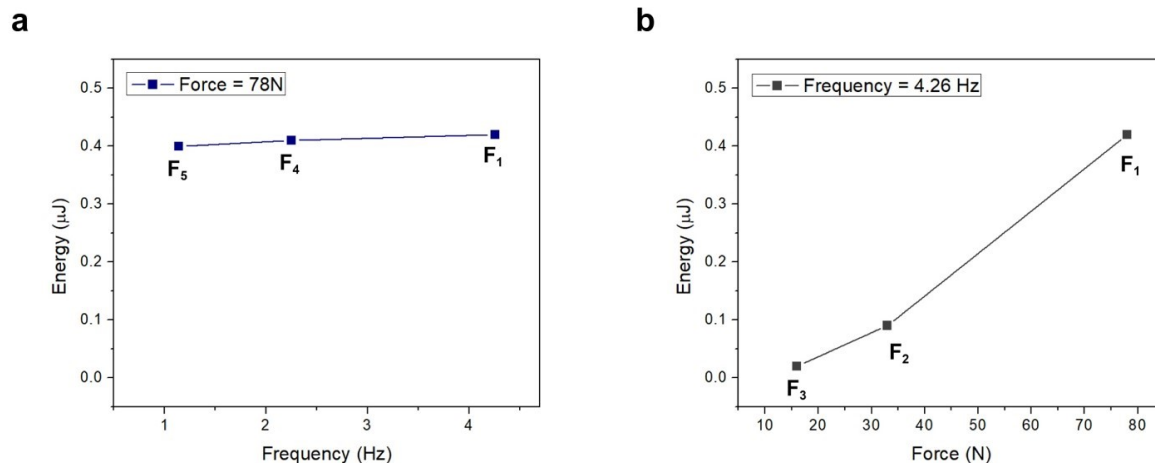 a
Force = 78N
0.5
0.4
0.3
0.2
0.1
0.0
Energy (μJ)
F₅
F₄
F₁
1 2 3 4
Frequency (Hz)
b
Frequency = 4.26 Hz
0.5
0.4
0.3
0.2
0.1
0.0
Energy (μJ)
F₁
F₂
F₃
10 20 30 40 50 60 70 80
Force (N)